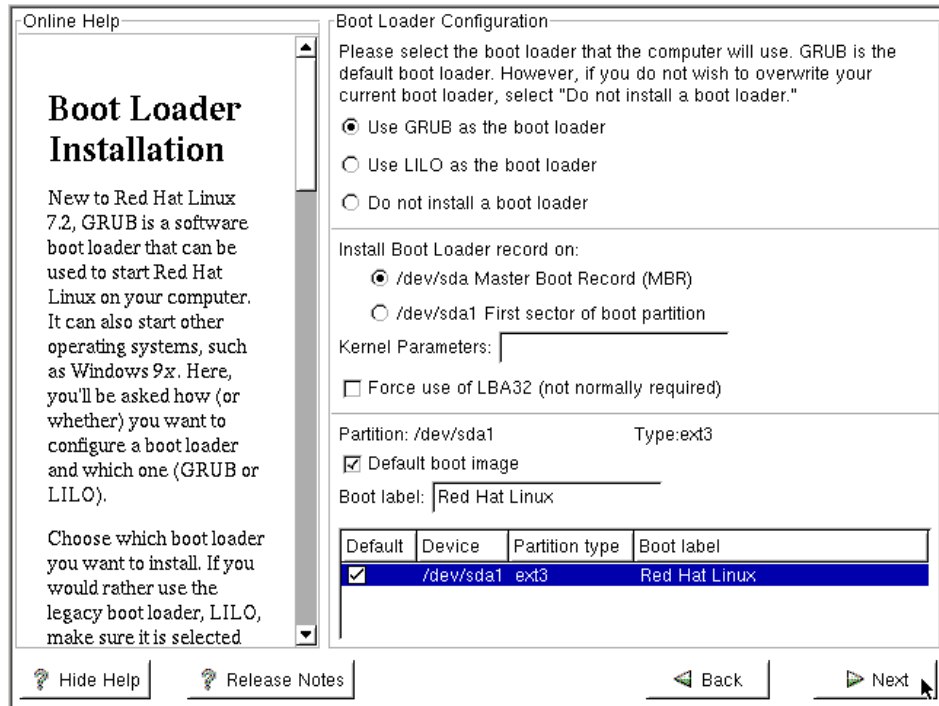 Online Help
Boot Loader
Installation
New to Red Hat Linux
7.2, GRUB is a software
boot loader that can be
used to start Red Hat
Linux on your computer.
It can also start other
operating systems, such
as Windows 9x. Here,
you'll be asked how (or
whether) you want to
configure a boot loader
and which one (GRUB or
LILO).
Choose which boot loader
you want to install. If you
would rather use the
legacy boot loader, LILO,
make sure it is selected
Boot Loader Configuration
Please select the boot loader that the computer will use. GRUB is the
default boot loader. However, if you do not wish to overwrite your
current boot loader, select "Do not install a boot loader."
Use GRUB as the boot loader
Use LILO as the boot loader
Do not install a boot loader
Install Boot Loader record on:
/dev/sda Master Boot Record (MBR)
/dev/sda1 First sector of boot partition
Kernel Parameters:
Force use of LBA32 (not normally required)
Partition: /dev/sda1 Type:ext3
Default boot image
Boot label: Red Hat Linux
Default Device Partition type Boot label
/dev/sda1 ext3 Red Hat Linux
Hide Help Release Notes Back Next